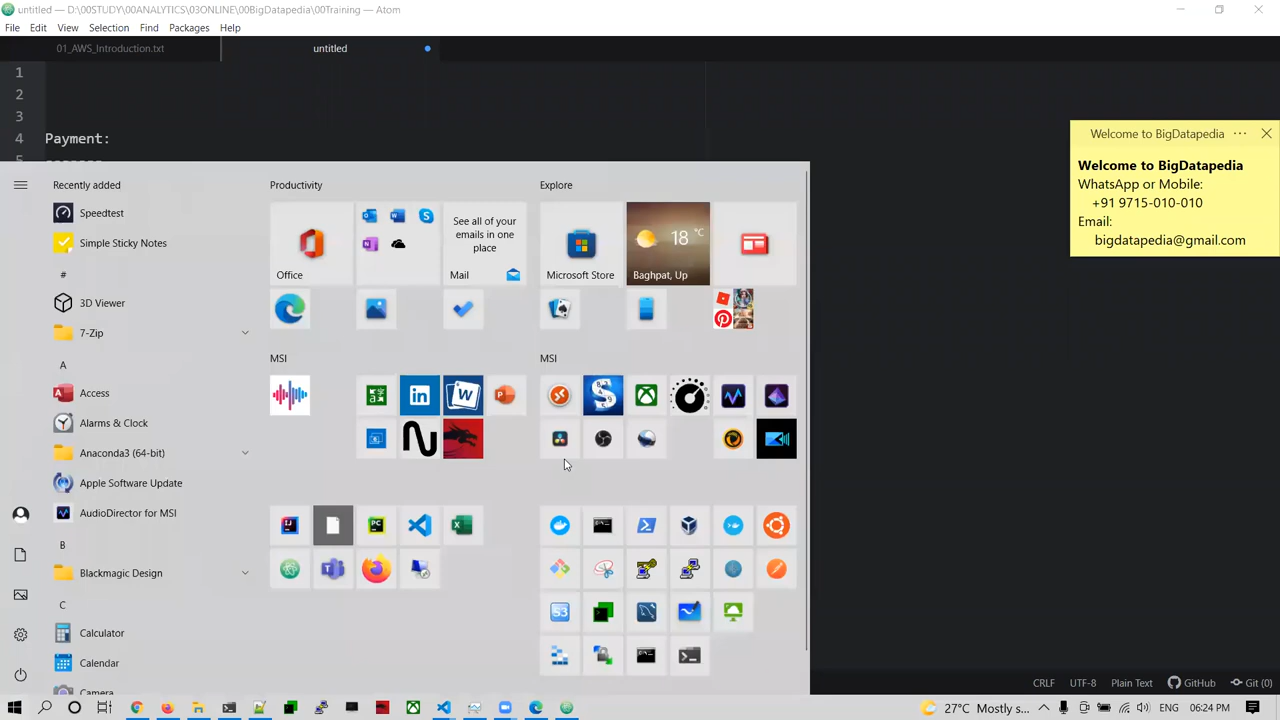 untitled — D:\00STUDY\00ANALYTICS\03ONLINE\00BigDatapedia\00Training — Atom
File Edit View Selection Find Packages Help
01_AWS_Introduction.txt untitled
1
2
3
4 Payment:
5
Welcome to BigDatapedia
Welcome to BigDatapedia
WhatsApp or Mobile:
+91 9715-010-010
Email:
bigdatapedia@gmail.com
Recently added
Speedtest
Simple Sticky Notes
#
3D Viewer
7-Zip
A
Access
Alarms & Clock
Anaconda3 (64-bit)
Apple Software Update
AudioDirector for MSI
B
Blackmagic Design
C
Calculator
Calendar
Camera
Productivity
Office
See all of your
emails in one
place
Mail
Explore
Microsoft Store
18 °C
Baghpat, Up
MSI
MSI
CRLF UTF-8 Plain Text GitHub Git (0)
27°C Mostly s... ENG 06:24 PM